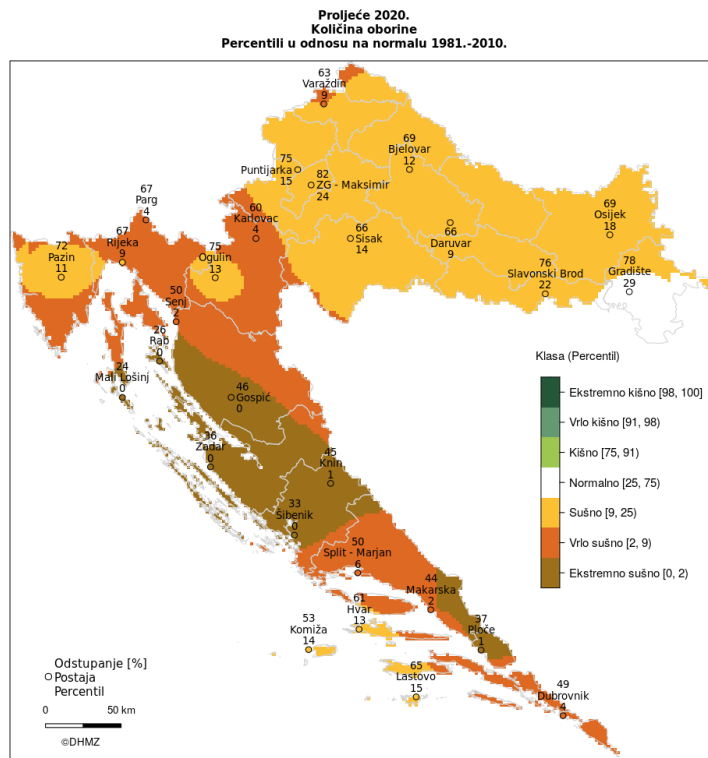 Proljeće 2020.
Količina oborine
Percentili u odnosu na normalu 1981.-2010.
63
Varaždin
9
69
Bjelovar
12
75
Puntijarka
15
82
ZG - Maksimir
24
67
Parg
4
60
Karlovac
4
67
Rijeka
9
72
Pazin
11
75
Ogulin
13
66
Sisak
14
66
Daruvar
9
69
Osijek
18
76
Slavonski Brod
22
78
Gradište
29
50
Senj
2
26
Rab
0
24
Mali Lošinj
0
46
Gospić
0
36
Zadar
0
45
Knin
1
33
Šibenik
0
50
Split - Marjan
6
44
Makarska
2
61
Hvar
13
53
Komiža
14
37
Ploče
1
65
Lastovo
15
49
Dubrovnik
4
Klasa (Percentil)
Ekstremno kišno [98, 100]
Vrlo kišno [91, 98)
Kišno [75, 91)
Normalno [25, 75)
Sušno [9, 25)
Vrlo sušno [2, 9)
Ekstremno sušno [0, 2)
Odstupanje [%]
Postaja
Percentil
0 50 km
©DHMZ